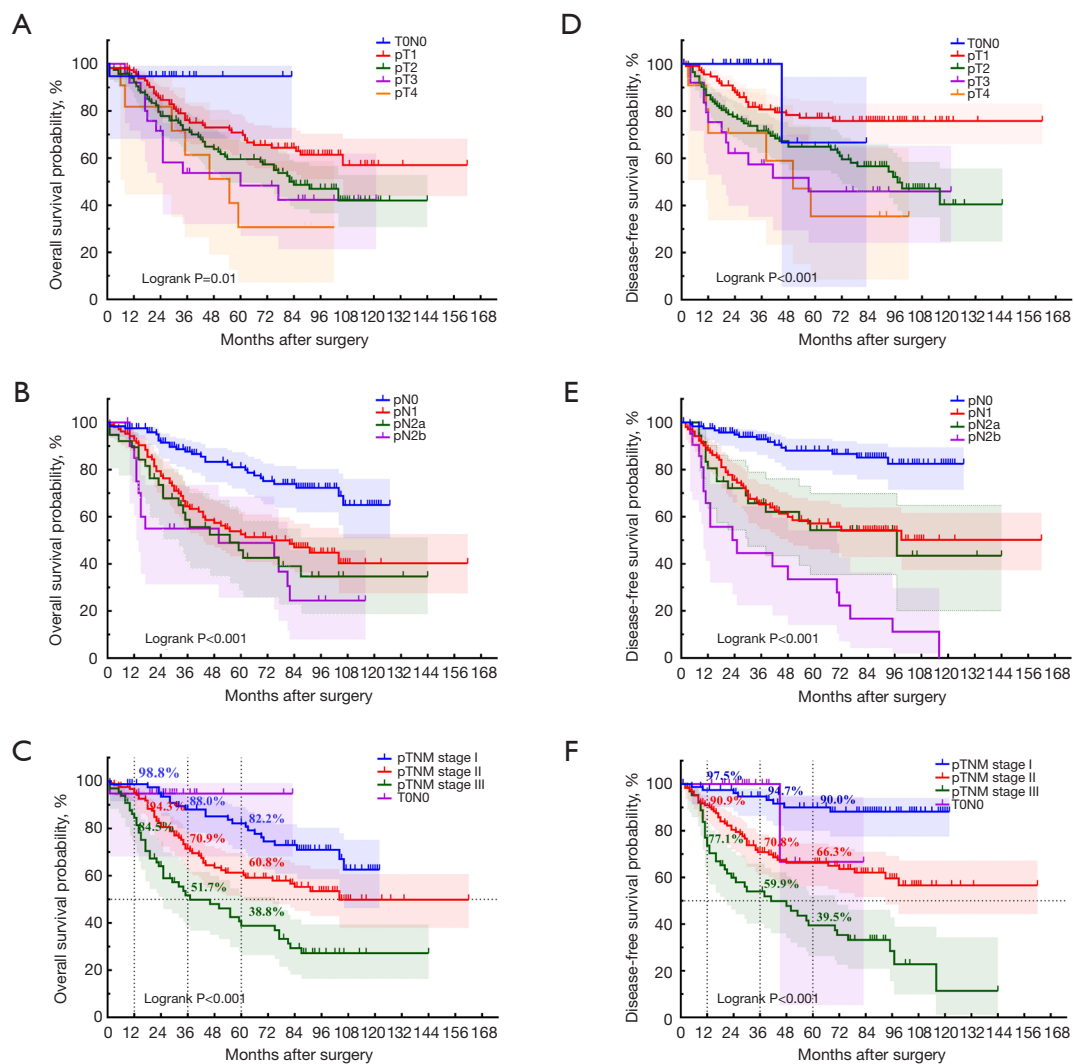 A
T0N0
pT1
pT2
pT3
pT4
Overall survival probability, %
100
80
60
40
20
0
Logrank P=0.01
0 12 24 36 48 60 72 84 96 108 120 132 144 156 168
Months after surgery
D
T0N0
pT1
pT2
pT3
pT4
Disease-free survival probability, %
100
80
60
40
20
0
Logrank P<0.001
0 12 24 36 48 60 72 84 96 108 120 132 144 156 168
Months after surgery
B
pN0
pN1
pN2a
pN2b
Overall survival probability, %
100
80
60
40
20
0
Logrank P<0.001
0 12 24 36 48 60 72 84 96 108 120 132 144 156 168
Months after surgery
E
pN0
pN1
pN2a
pN2b
Disease-free survival probability, %
100
80
60
40
20
0
Logrank P<0.001
0 12 24 36 48 60 72 84 96 108 120 132 144 156 168
Months after surgery
C
pTNM stage I
pTNM stage II
pTNM stage III
T0N0
Overall survival probability, %
100
80
60
40
20
0
98.8%
88.0%
82.2%
94.3%
70.9%
60.8%
84.5%
51.7%
38.8%
Logrank P<0.001
0 12 24 36 48 60 72 84 96 108 120 132 144 156 168
Months after surgery
F
pTNM stage I
pTNM stage II
pTNM stage III
T0N0
Disease-free survival probability, %
100
80
60
40
20
0
97.5%
94.7%
90.0%
90.9%
70.8%
66.3%
77.1%
59.9%
39.5%
Logrank P<0.001
0 12 24 36 48 60 72 84 96 108 120 132 144 156 168
Months after surgery